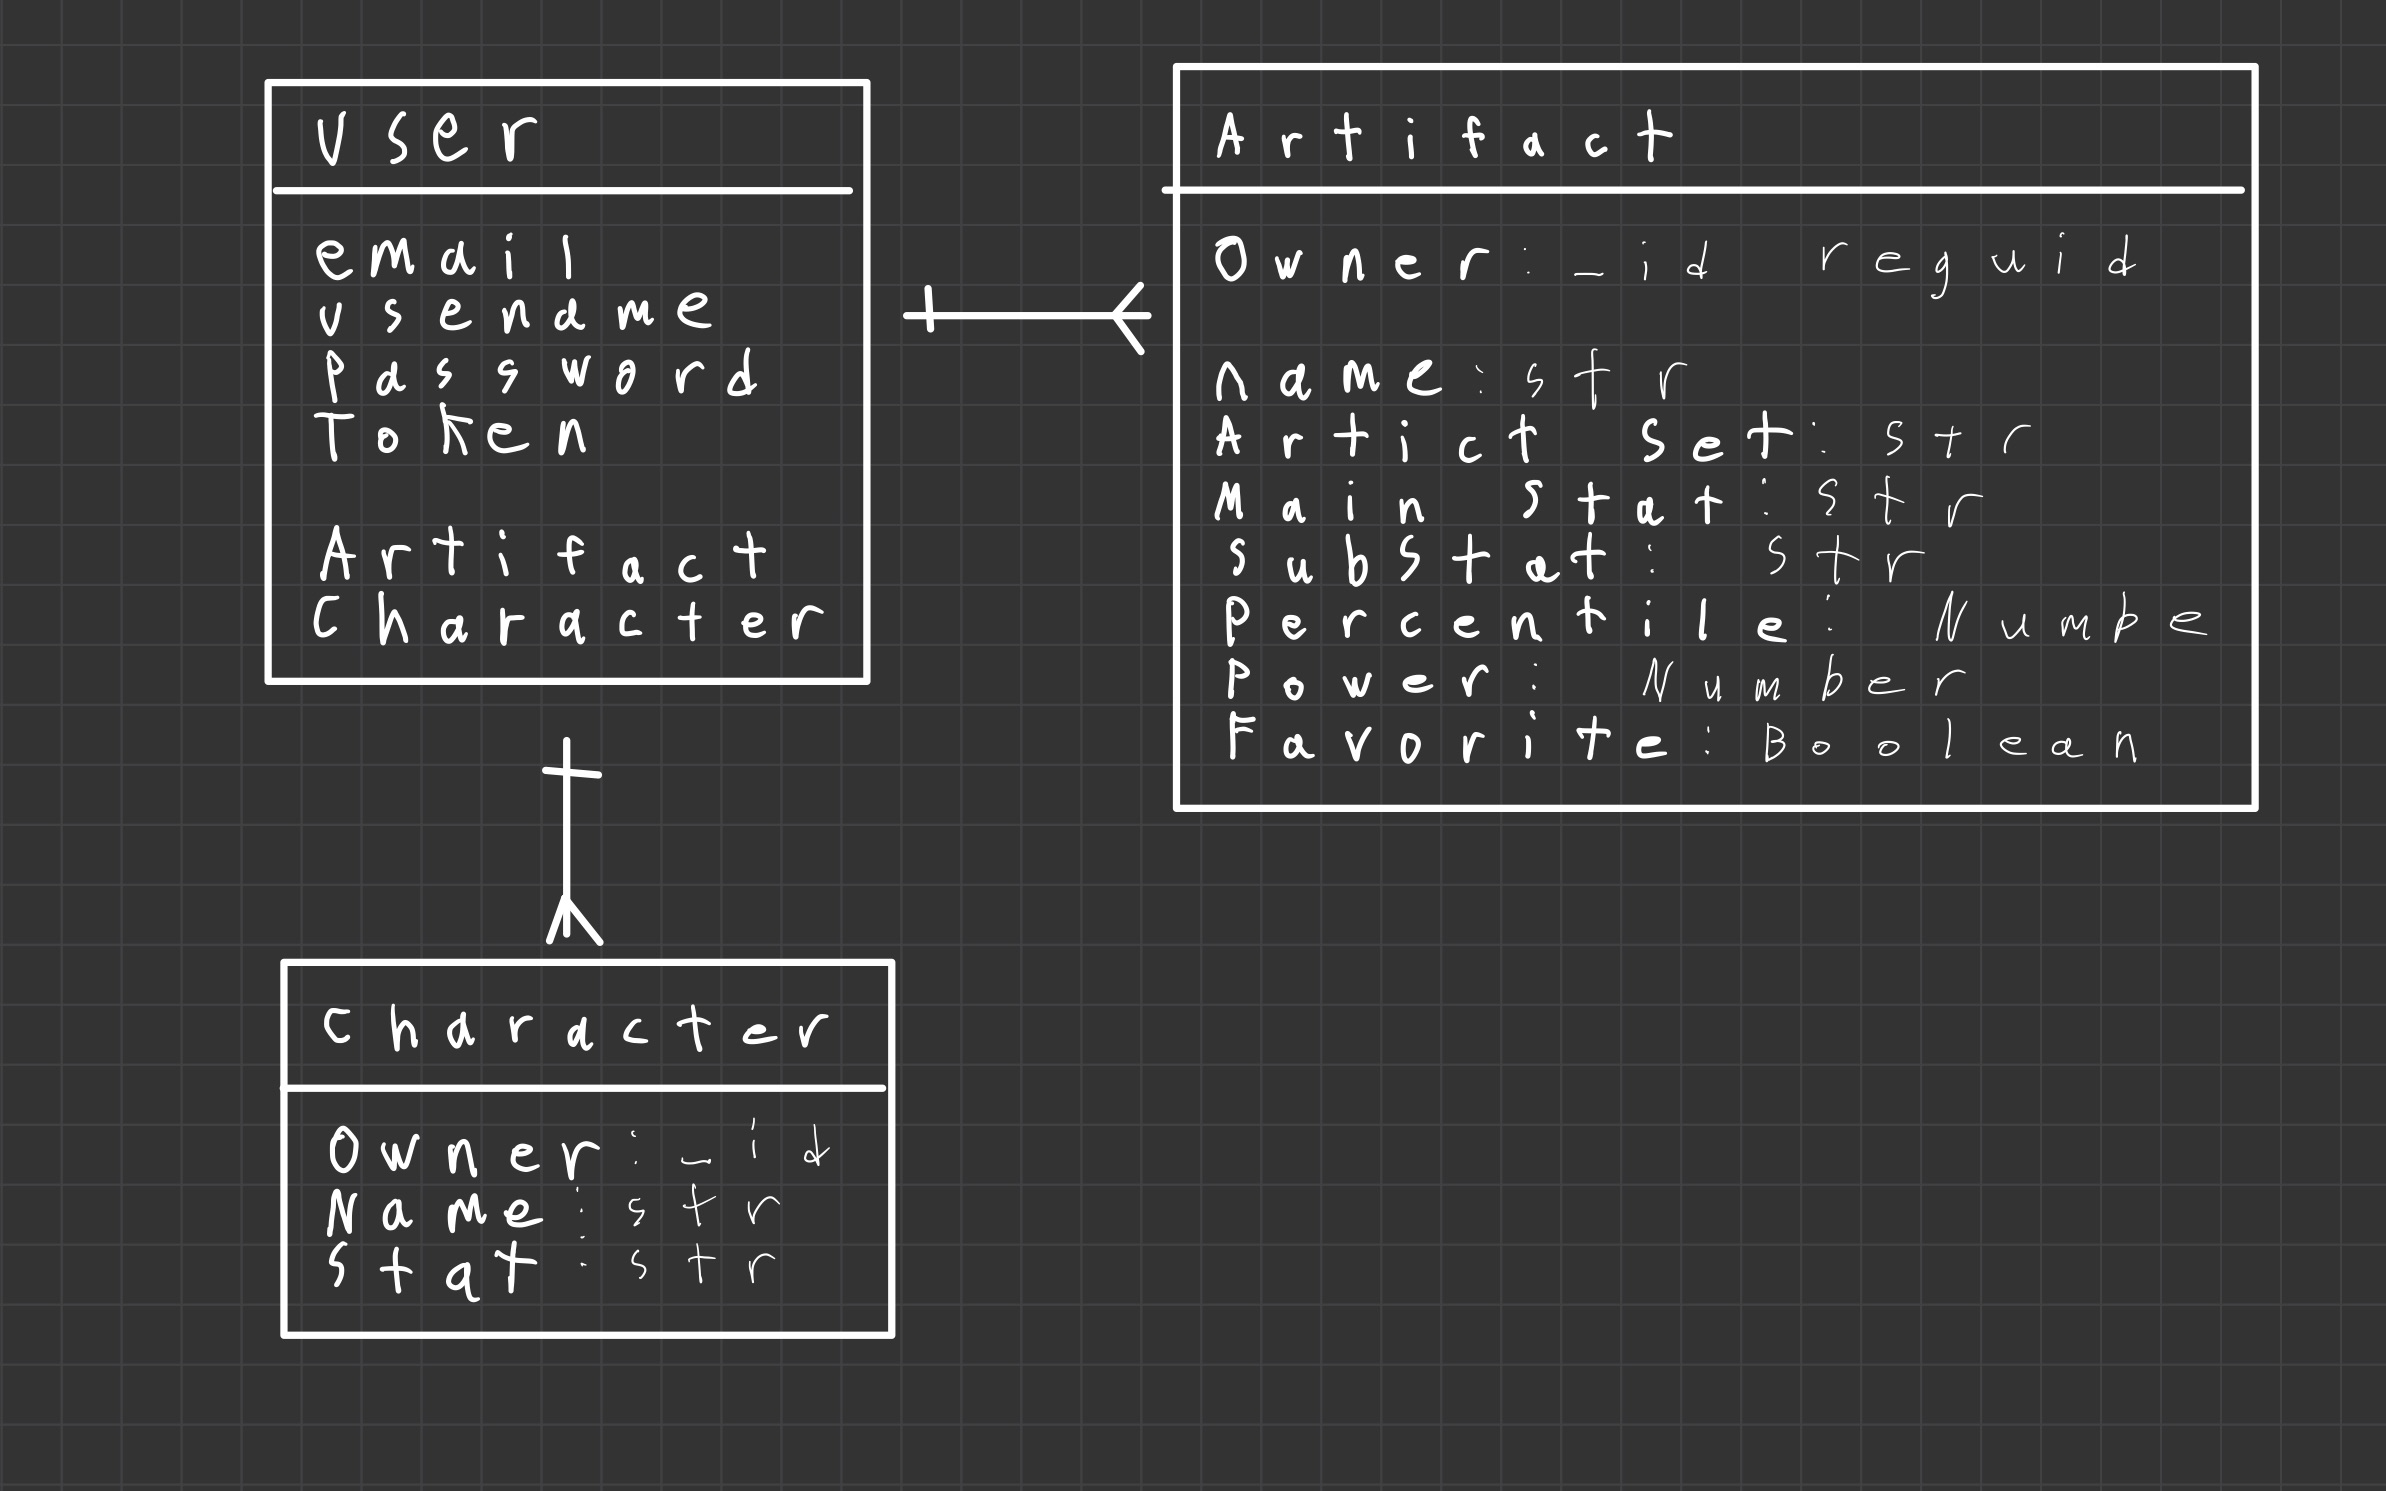 User
email
usename
Password
Token
Artifact
Character
Artifact
Owner: _id reguid
name: str
Artict Set: str
Main Stat: str
subStat: str
Percentile: Numbe
Power: Number
Favorite: Boolean
Character
Owner: _id
Name: str
Stat: str